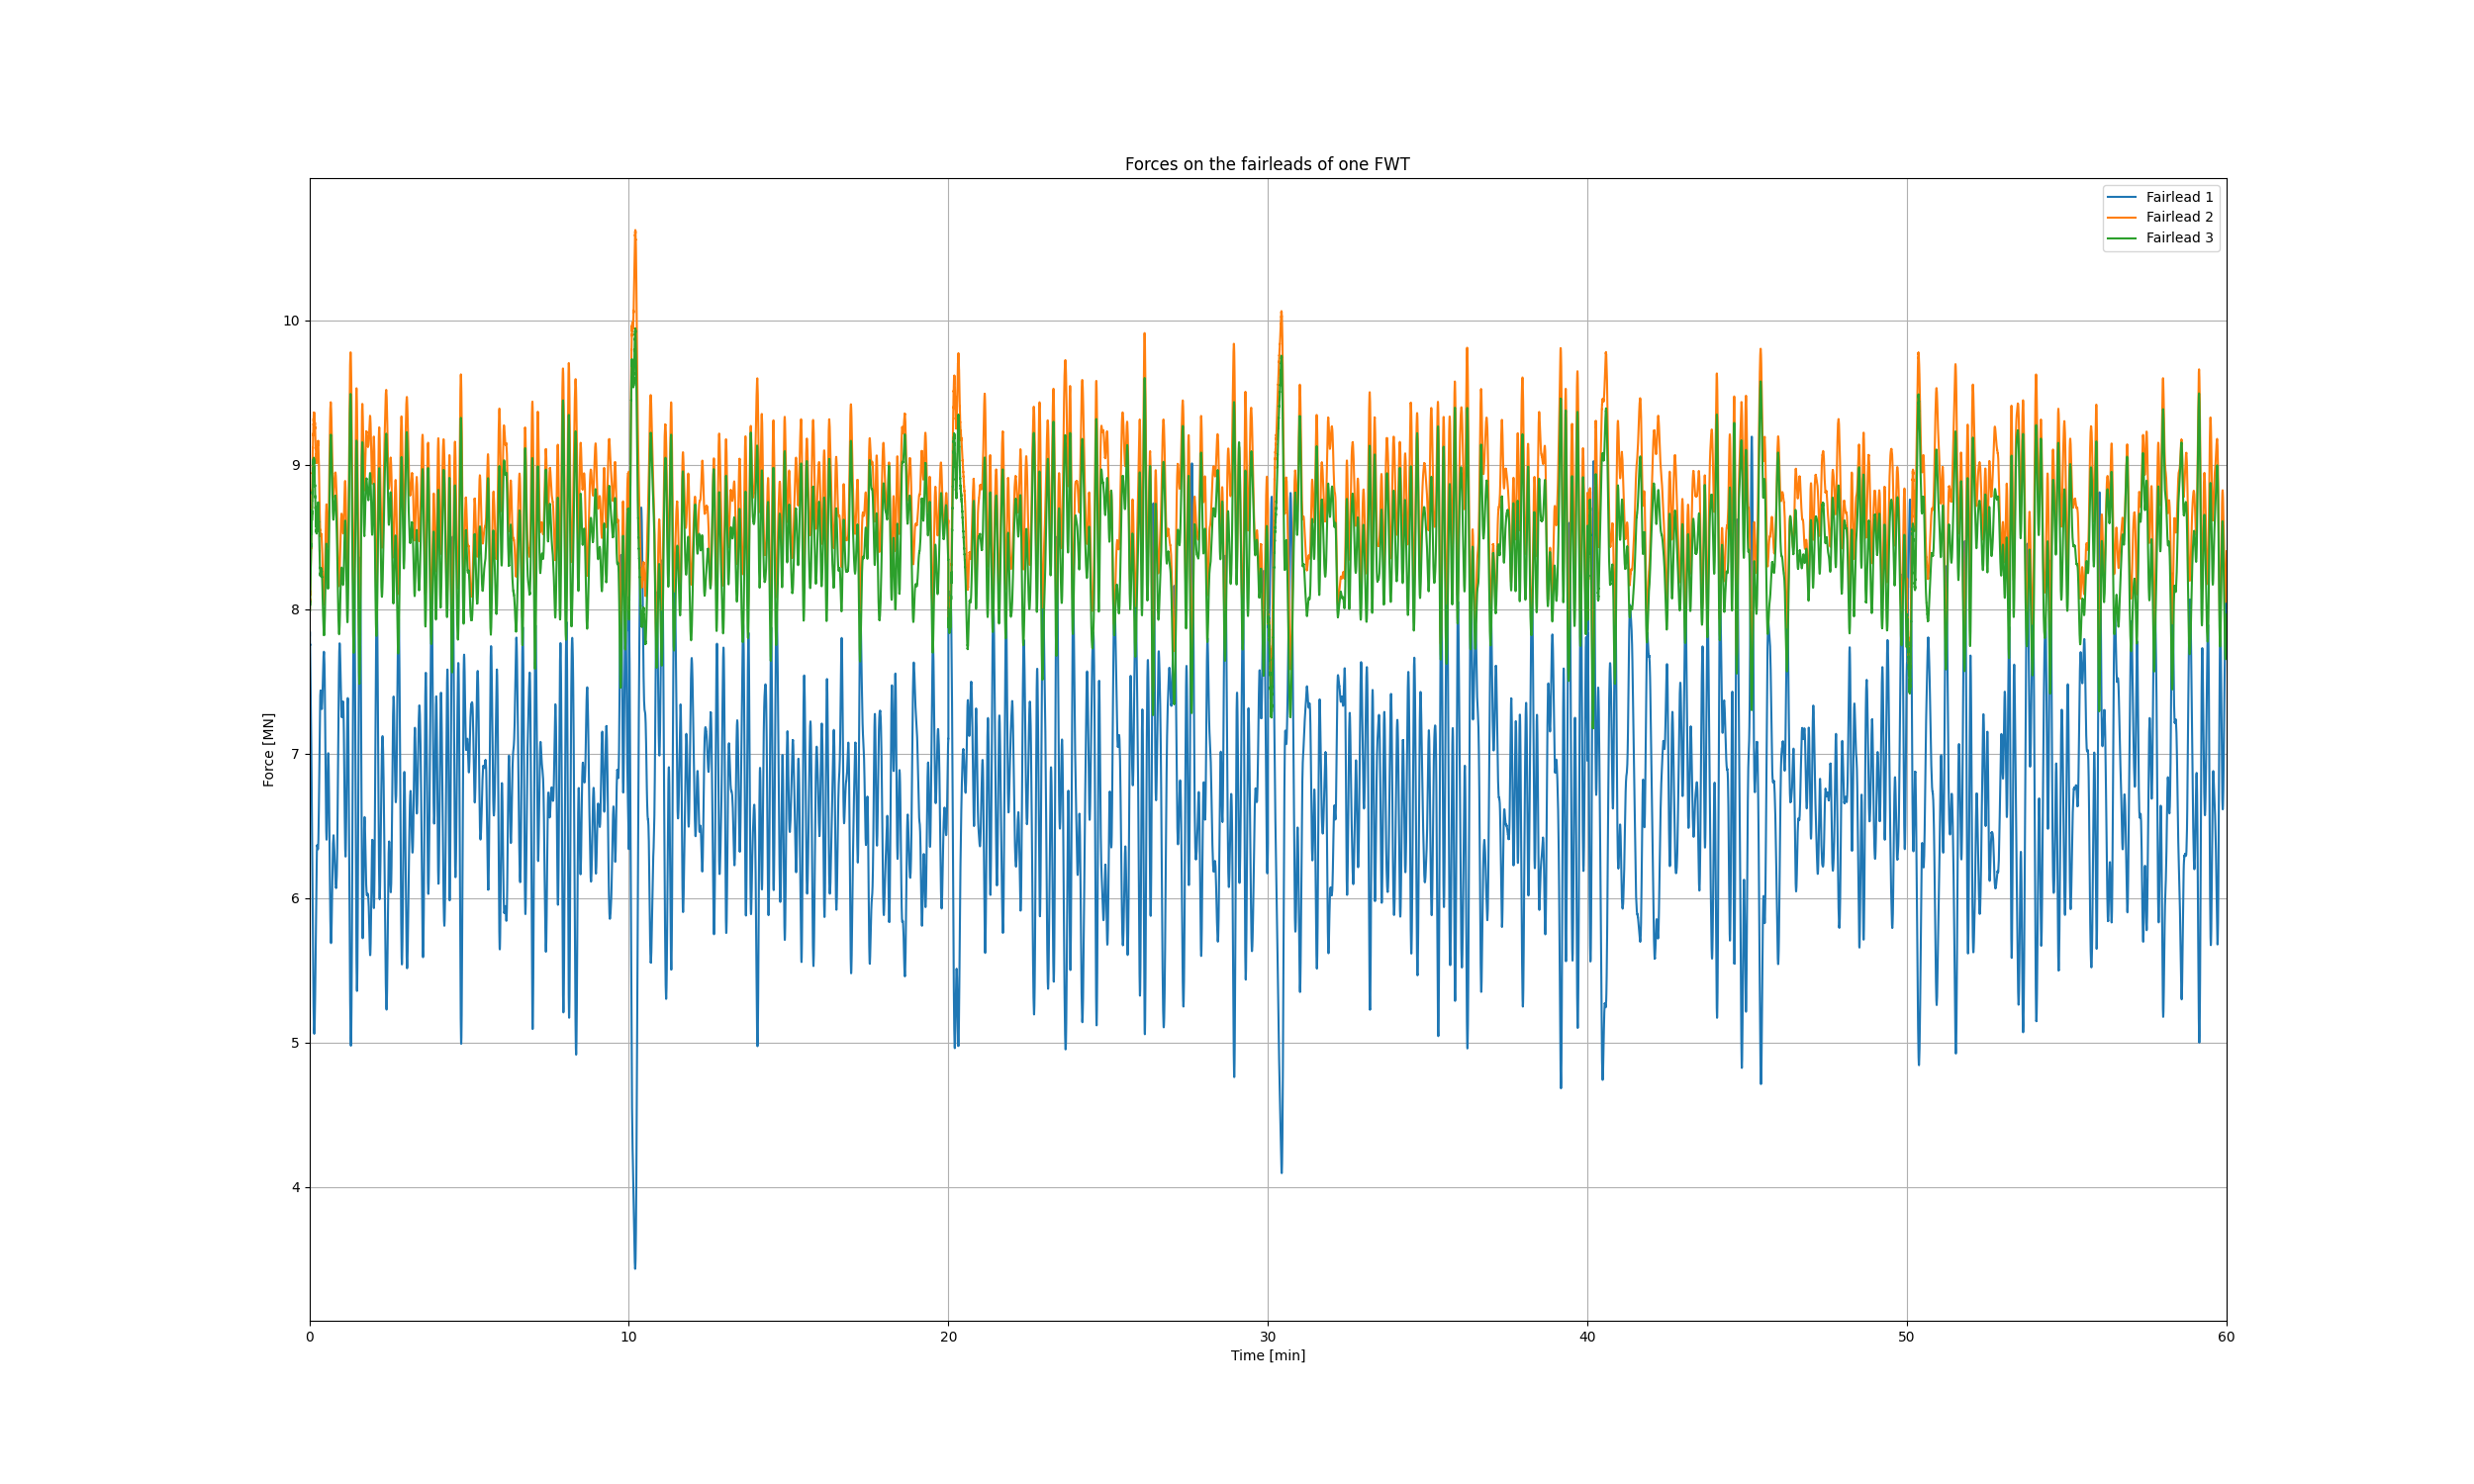 Forces on the fairleads of one FWT
Fairlead 1
Fairlead 2
Fairlead 3
Force [MN]
10
9
8
7
6
5
4
0 10 20 30 40 50 60
Time [min]